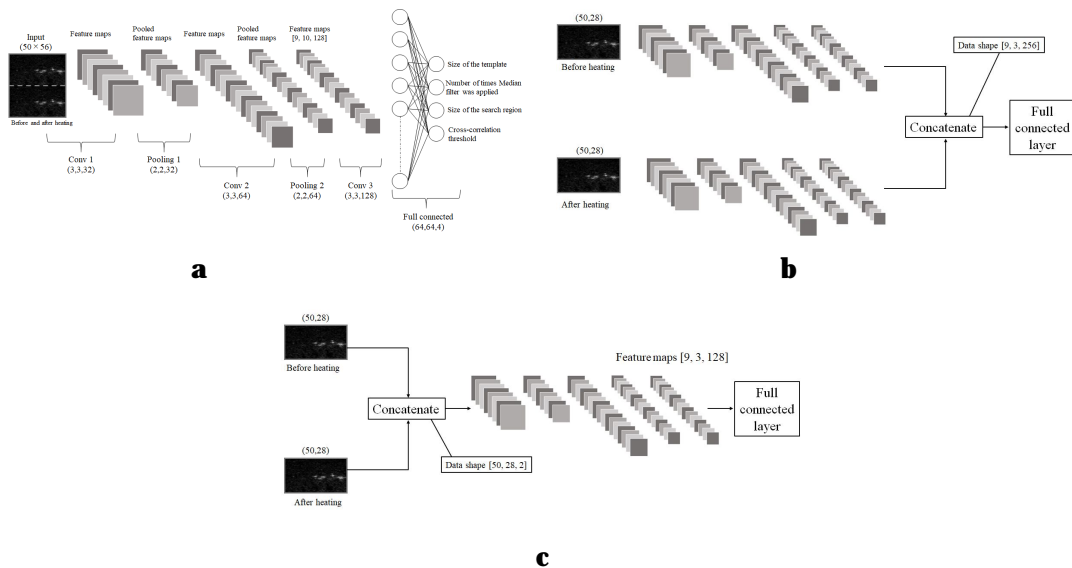 Input
(50 × 56)
Before and after heating
Feature maps
Pooled
feature maps
Feature maps
Pooled
feature maps
Feature maps
[9, 10, 128]
Conv 1
(3,3,32)
Pooling 1
(2,2,32)
Conv 2
(3,3,64)
Pooling 2
(2,2,64)
Conv 3
(3,3,128)
Size of the template
Number of times Median
filter was applied
Size of the search region
Cross-correlation
threshold
Full connected
(64,64,4)
a
(50,28)
Before heating
(50,28)
After heating
Data shape [9, 3, 256]
Concatenate
Full
connected
layer
b
(50,28)
Before heating
(50,28)
After heating
Concatenate
Data shape [50, 28, 2]
Feature maps [9, 3, 128]
Full
connected
layer
c